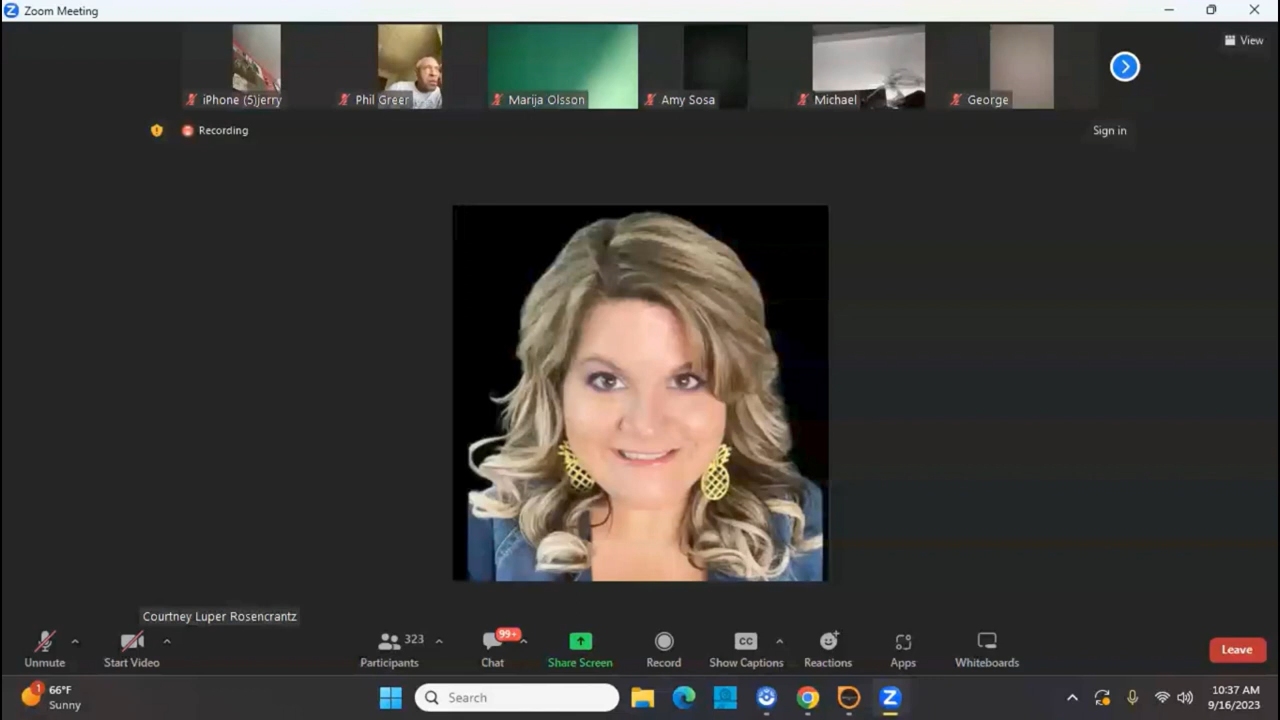 Zoom Meeting
iPhone (5)jerry
Phil Greer
Marija Olsson
Amy Sosa
Michael
George
View
Recording
Sign in
Courtney Luper Rosencrantz
Unmute
Start Video
323
Participants
99+
Chat
Share Screen
Record
CC
Show Captions
Reactions
Apps
Whiteboards
Leave
1
66°F
Sunny
Search
10:37 AM
9/16/2023